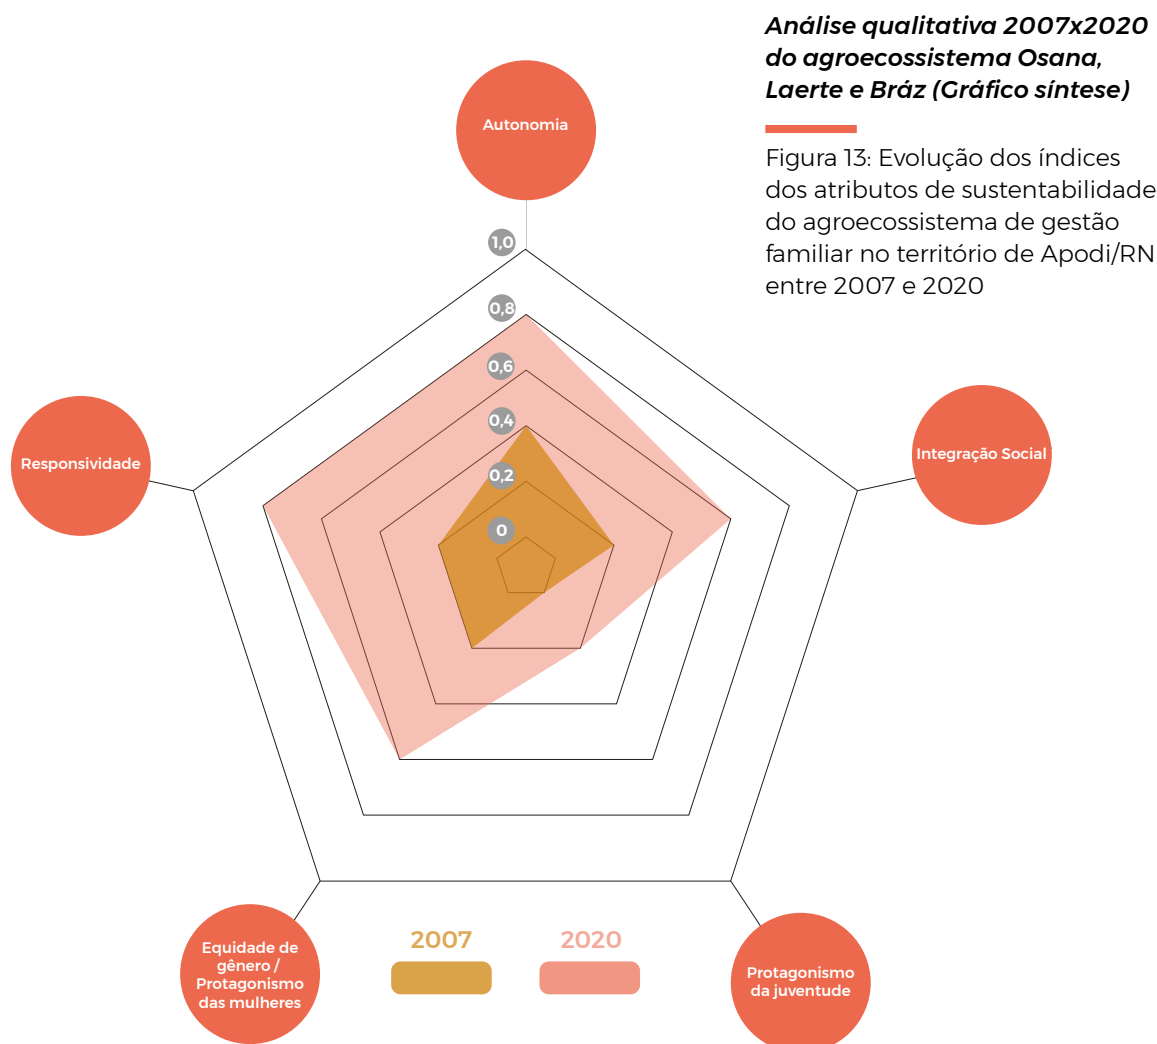 Análise qualitativa 2007x2020
do agroecossistema Osana,
Laerte e Bráz (Gráfico síntese)
Figura 13: Evolução dos índices
dos atributos de sustentabilidade
do agroecossistema de gestão
familiar no território de Apodi/RN
entre 2007 e 2020
Autonomia
1,0
0,8
0,6
0,4
0,2
0
Responsividade
Integração Social
Equidade de
gênero /
Protagonismo
das mulheres
2007
2020
Protagonismo
da juventude